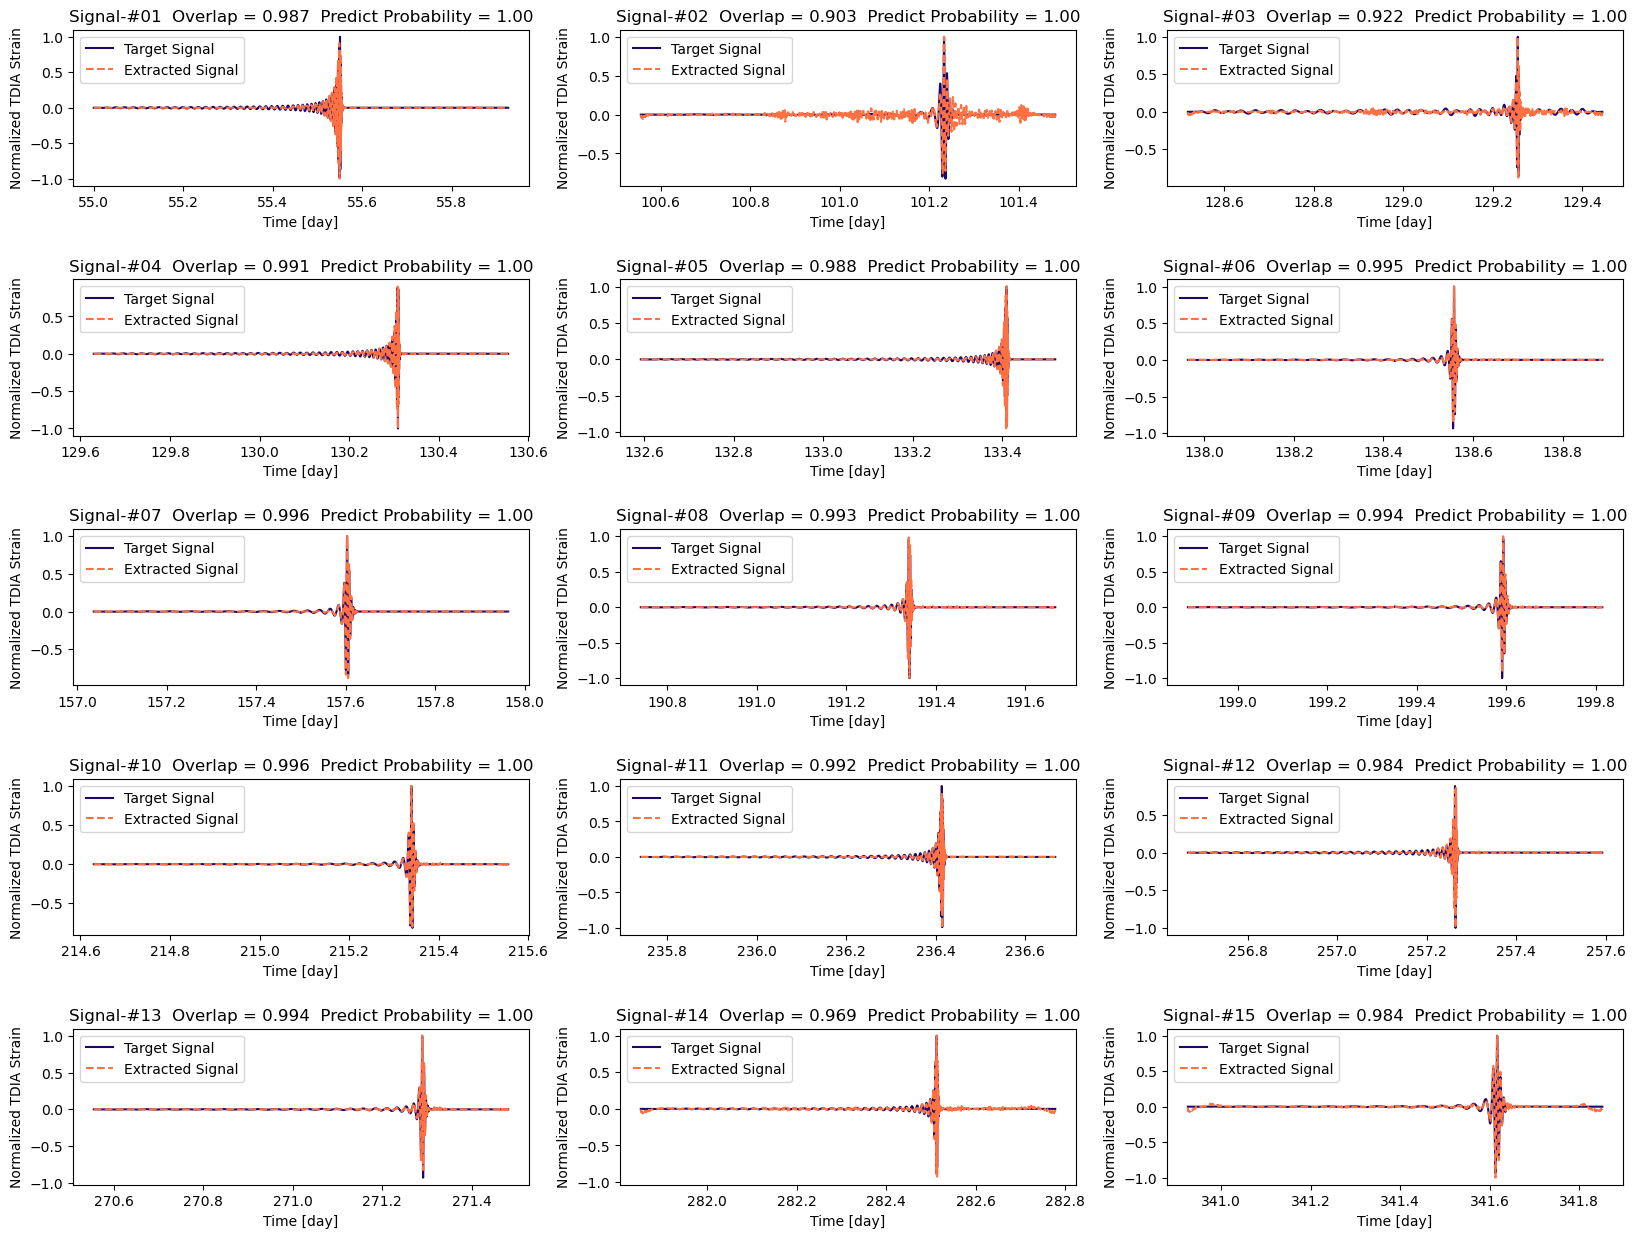 Signal-#01  Overlap = 0.987  Predict Probability = 1.00
Normalized TDIA Strain
1.0
0.5
0.0
−0.5
−1.0
Target Signal
Extracted Signal
55.0 55.2 55.4 55.6 55.8
Time [day]
Signal-#02  Overlap = 0.903  Predict Probability = 1.00
Normalized TDIA Strain
1.0
0.5
0.0
−0.5
Target Signal
Extracted Signal
100.6 100.8 101.0 101.2 101.4
Time [day]
Signal-#03  Overlap = 0.922  Predict Probability = 1.00
Normalized TDIA Strain
1.0
0.5
0.0
−0.5
Target Signal
Extracted Signal
128.6 128.8 129.0 129.2 129.4
Time [day]
Signal-#04  Overlap = 0.991  Predict Probability = 1.00
Normalized TDIA Strain
0.5
0.0
−0.5
−1.0
Target Signal
Extracted Signal
129.6 129.8 130.0 130.2 130.4 130.6
Time [day]
Signal-#05  Overlap = 0.988  Predict Probability = 1.00
Normalized TDIA Strain
1.0
0.5
0.0
−0.5
−1.0
Target Signal
Extracted Signal
132.6 132.8 133.0 133.2 133.4
Time [day]
Signal-#06  Overlap = 0.995  Predict Probability = 1.00
Normalized TDIA Strain
1.0
0.5
0.0
−0.5
−1.0
Target Signal
Extracted Signal
138.0 138.2 138.4 138.6 138.8
Time [day]
Signal-#07  Overlap = 0.996  Predict Probability = 1.00
Normalized TDIA Strain
1.0
0.5
0.0
−0.5
Target Signal
Extracted Signal
157.0 157.2 157.4 157.6 157.8 158.0
Time [day]
Signal-#08  Overlap = 0.993  Predict Probability = 1.00
Normalized TDIA Strain
1.0
0.5
0.0
−0.5
−1.0
Target Signal
Extracted Signal
190.8 191.0 191.2 191.4 191.6
Time [day]
Signal-#09  Overlap = 0.994  Predict Probability = 1.00
Normalized TDIA Strain
1.0
0.5
0.0
−0.5
−1.0
Target Signal
Extracted Signal
199.0 199.2 199.4 199.6 199.8
Time [day]
Signal-#10  Overlap = 0.996  Predict Probability = 1.00
Normalized TDIA Strain
1.0
0.5
0.0
−0.5
Target Signal
Extracted Signal
214.6 214.8 215.0 215.2 215.4 215.6
Time [day]
Signal-#11  Overlap = 0.992  Predict Probability = 1.00
Normalized TDIA Strain
1.0
0.5
0.0
−0.5
−1.0
Target Signal
Extracted Signal
235.8 236.0 236.2 236.4 236.6
Time [day]
Signal-#12  Overlap = 0.984  Predict Probability = 1.00
Normalized TDIA Strain
0.5
0.0
−0.5
−1.0
Target Signal
Extracted Signal
256.8 257.0 257.2 257.4 257.6
Time [day]
Signal-#13  Overlap = 0.994  Predict Probability = 1.00
Normalized TDIA Strain
1.0
0.5
0.0
−0.5
−1.0
Target Signal
Extracted Signal
270.6 270.8 271.0 271.2 271.4
Time [day]
Signal-#14  Overlap = 0.969  Predict Probability = 1.00
Normalized TDIA Strain
1.0
0.5
0.0
−0.5
−1.0
Target Signal
Extracted Signal
282.0 282.2 282.4 282.6 282.8
Time [day]
Signal-#15  Overlap = 0.984  Predict Probability = 1.00
Normalized TDIA Strain
1.0
0.5
0.0
−0.5
−1.0
Target Signal
Extracted Signal
341.0 341.2 341.4 341.6 341.8
Time [day]